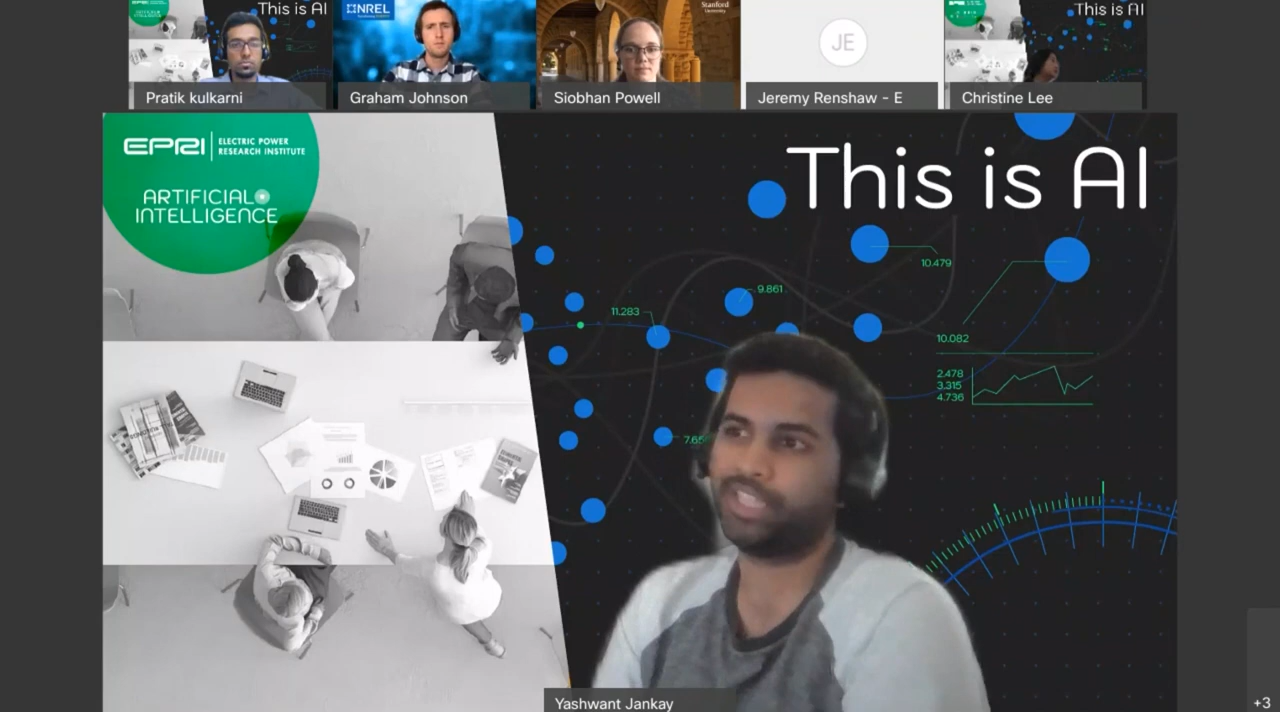 This is AI
NREL
Stanford
University
This is AI
Pratik kulkarni
Graham Johnson
Siobhan Powell
JE
Jeremy Renshaw - E
Christine Lee
EPRI | ELECTRIC POWER
RESEARCH INSTITUTE
ARTIFICIAL
INTELLIGENCE
This is AI
10.479
9.861
11.283
10.082
2.478
3.315
4.736
Yashwant Jankay
+3